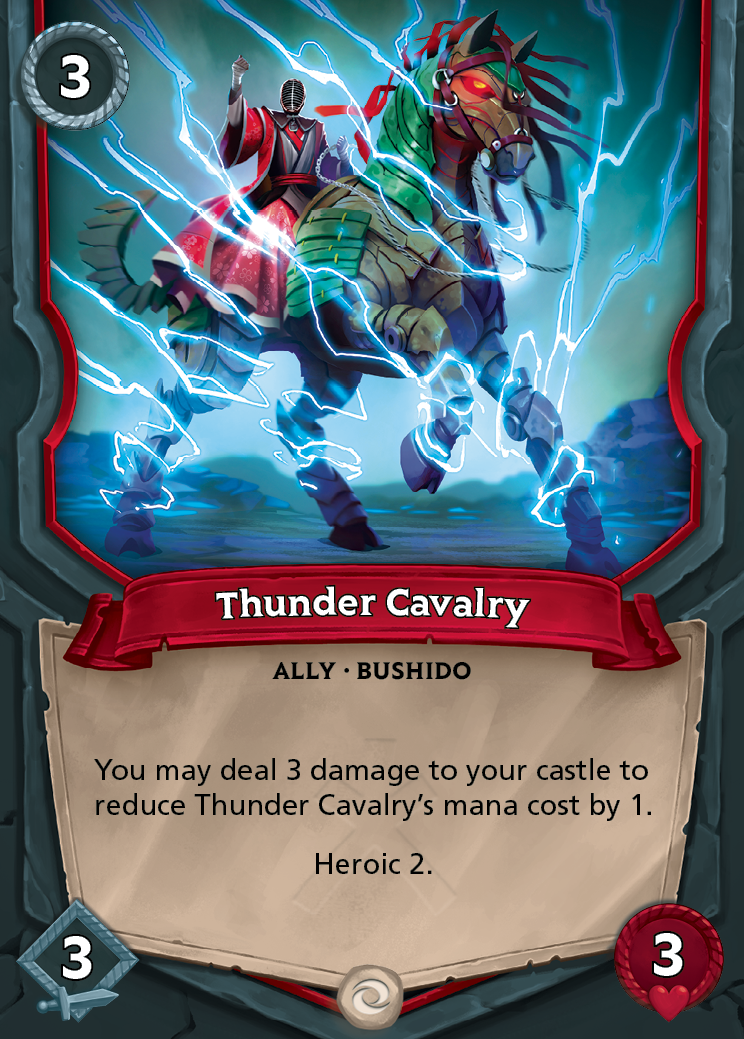 3
Thunder Cavalry
ALLY · BUSHIDO
You may deal 3 damage to your castle to
reduce Thunder Cavalry's mana cost by 1.
Heroic 2.
3
3